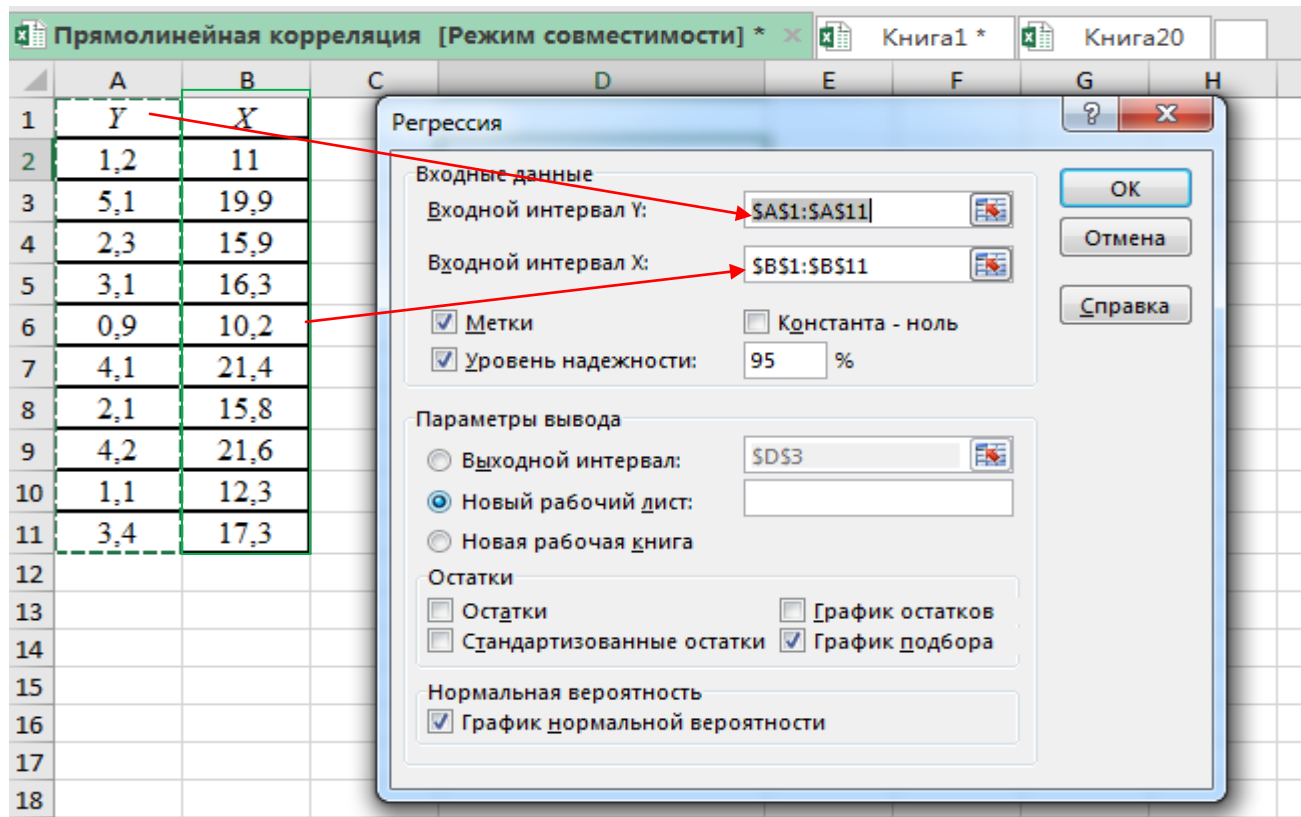 Прямолинейная корреляция [Режим совместимости] * Книга1 * Книга20
A B C D E F G H
1 Y X
2 1,2 11
3 5,1 19,9
4 2,3 15,9
5 3,1 16,3
6 0,9 10,2
7 4,1 21,4
8 2,1 15,8
9 4,2 21,6
10 1,1 12,3
11 3,4 17,3
12
13
14
15
16
17
18
Регрессия ?
Входные данные
Входной интервал Y: $A$1:$A$11
Входной интервал X: $B$1:$B$11
Метки Константа - ноль
Уровень надежности: 95 %
OK
Отмена
Справка
Параметры вывода
Выходной интервал: $D$3
Новый рабочий лист:
Новая рабочая книга
Остатки
Остатки График остатков
Стандартизованные остатки График подбора
Нормальная вероятность
График нормальной вероятности